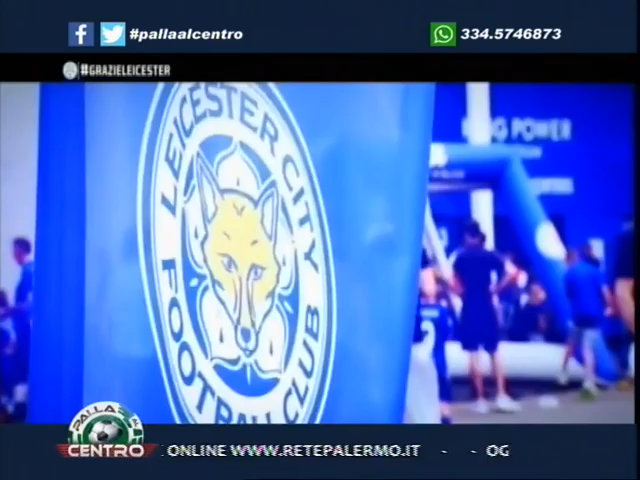 #pallaalcentro
334.5746873
#GRAZIELEICESTER
LEICESTER CITY
FOOTBALL CLUB
POWER
PALLA AL
CENTRO
ONLINE WWW.RETEPALERMO.IT - - OG